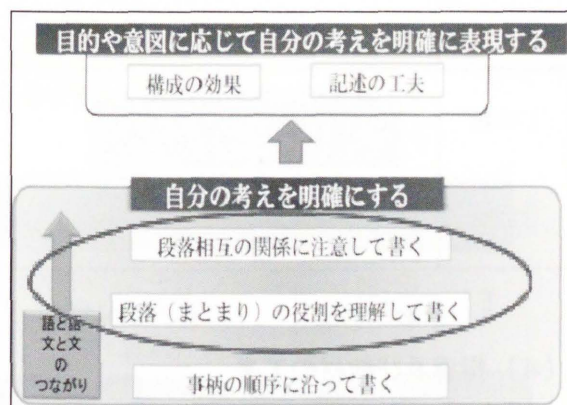 目的や意図に応じて自分の考えを明確に表現する
構成の効果
記述の工夫
自分の考えを明確にする
段落相互の関係に注意して書く
段落（まとまり）の役割を理解して書く
語と語
文と文
の
つながり
事柄の順序に沿って書く